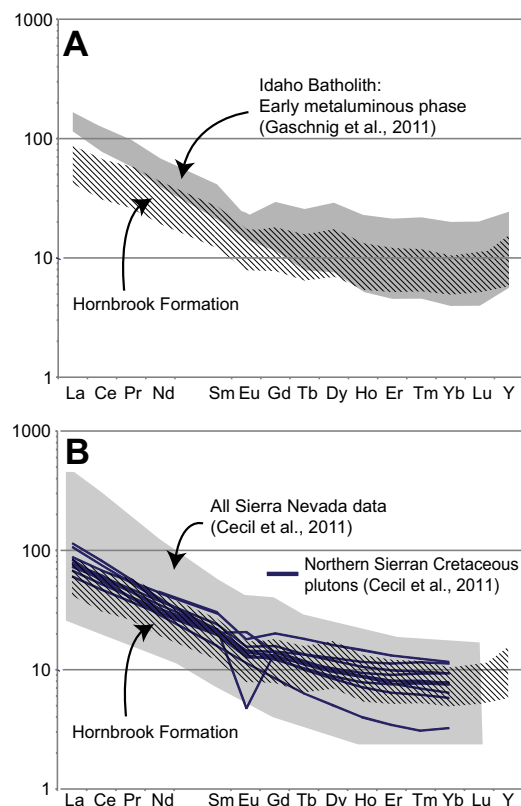 1000
A
Idaho Batholith:
Early metaluminous phase
(Gaschnig et al., 2011)
100
10
Hornbrook Formation
1
La Ce Pr Nd Sm Eu Gd Tb Dy Ho Er Tm Yb Lu Y
1000
B
All Sierra Nevada data
(Cecil et al., 2011)
100
Northern Sierran Cretaceous
plutons (Cecil et al., 2011)
10
Hornbrook Formation
1
La Ce Pr Nd Sm Eu Gd Tb Dy Ho Er Tm Yb Lu Y